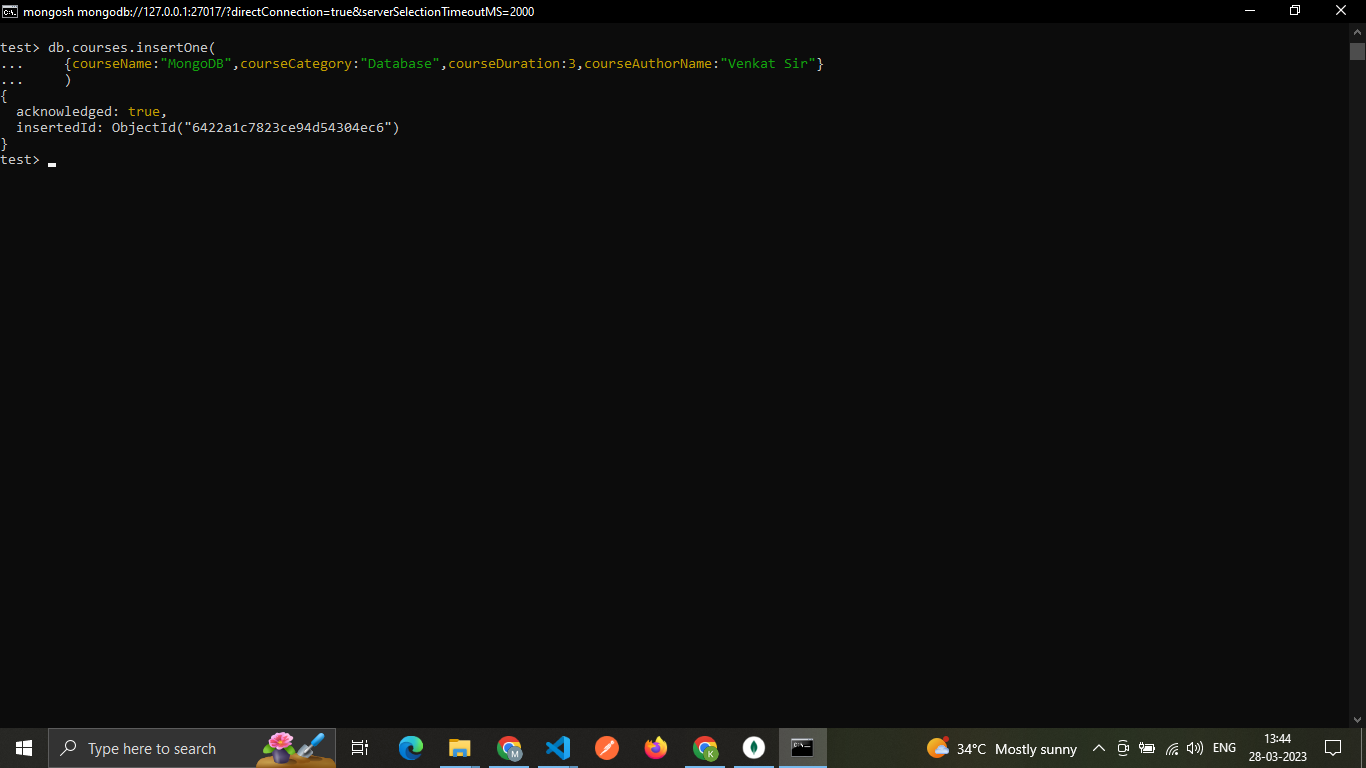 mongosh mongodb://127.0.0.1:27017/?directConnection=true&serverSelectionTimeoutMS=2000
test> db.courses.insertOne(
...     {courseName:"MongoDB",courseCategory:"Database",courseDuration:3,courseAuthorName:"Venkat Sir"}
...     )
{
  acknowledged: true,
  insertedId: ObjectId("6422a1c7823ce94d54304ec6")
}
test>
Type here to search
M
K
34°C Mostly sunny
ENG
13:44
28-03-2023